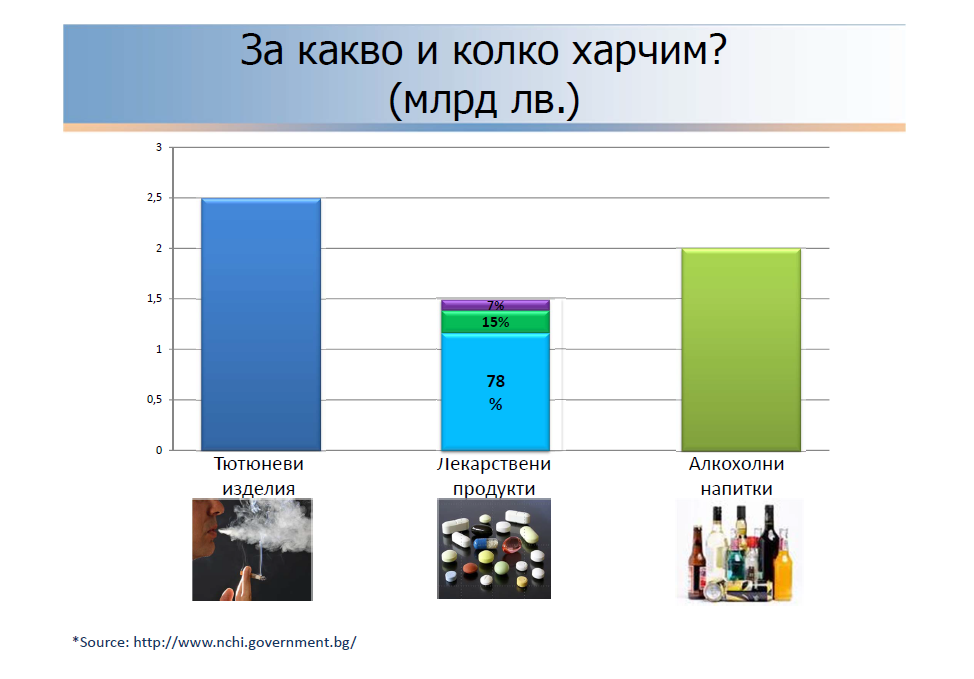 За какво и колко харчим?
(млрд лв.)
3
2,5
2
1,5
1
0,5
0
7%
15%
78
%
Тютюневи
изделия
Лекарствени
продукти
Алкохолни
напитки
*Source: http://www.nchi.government.bg/